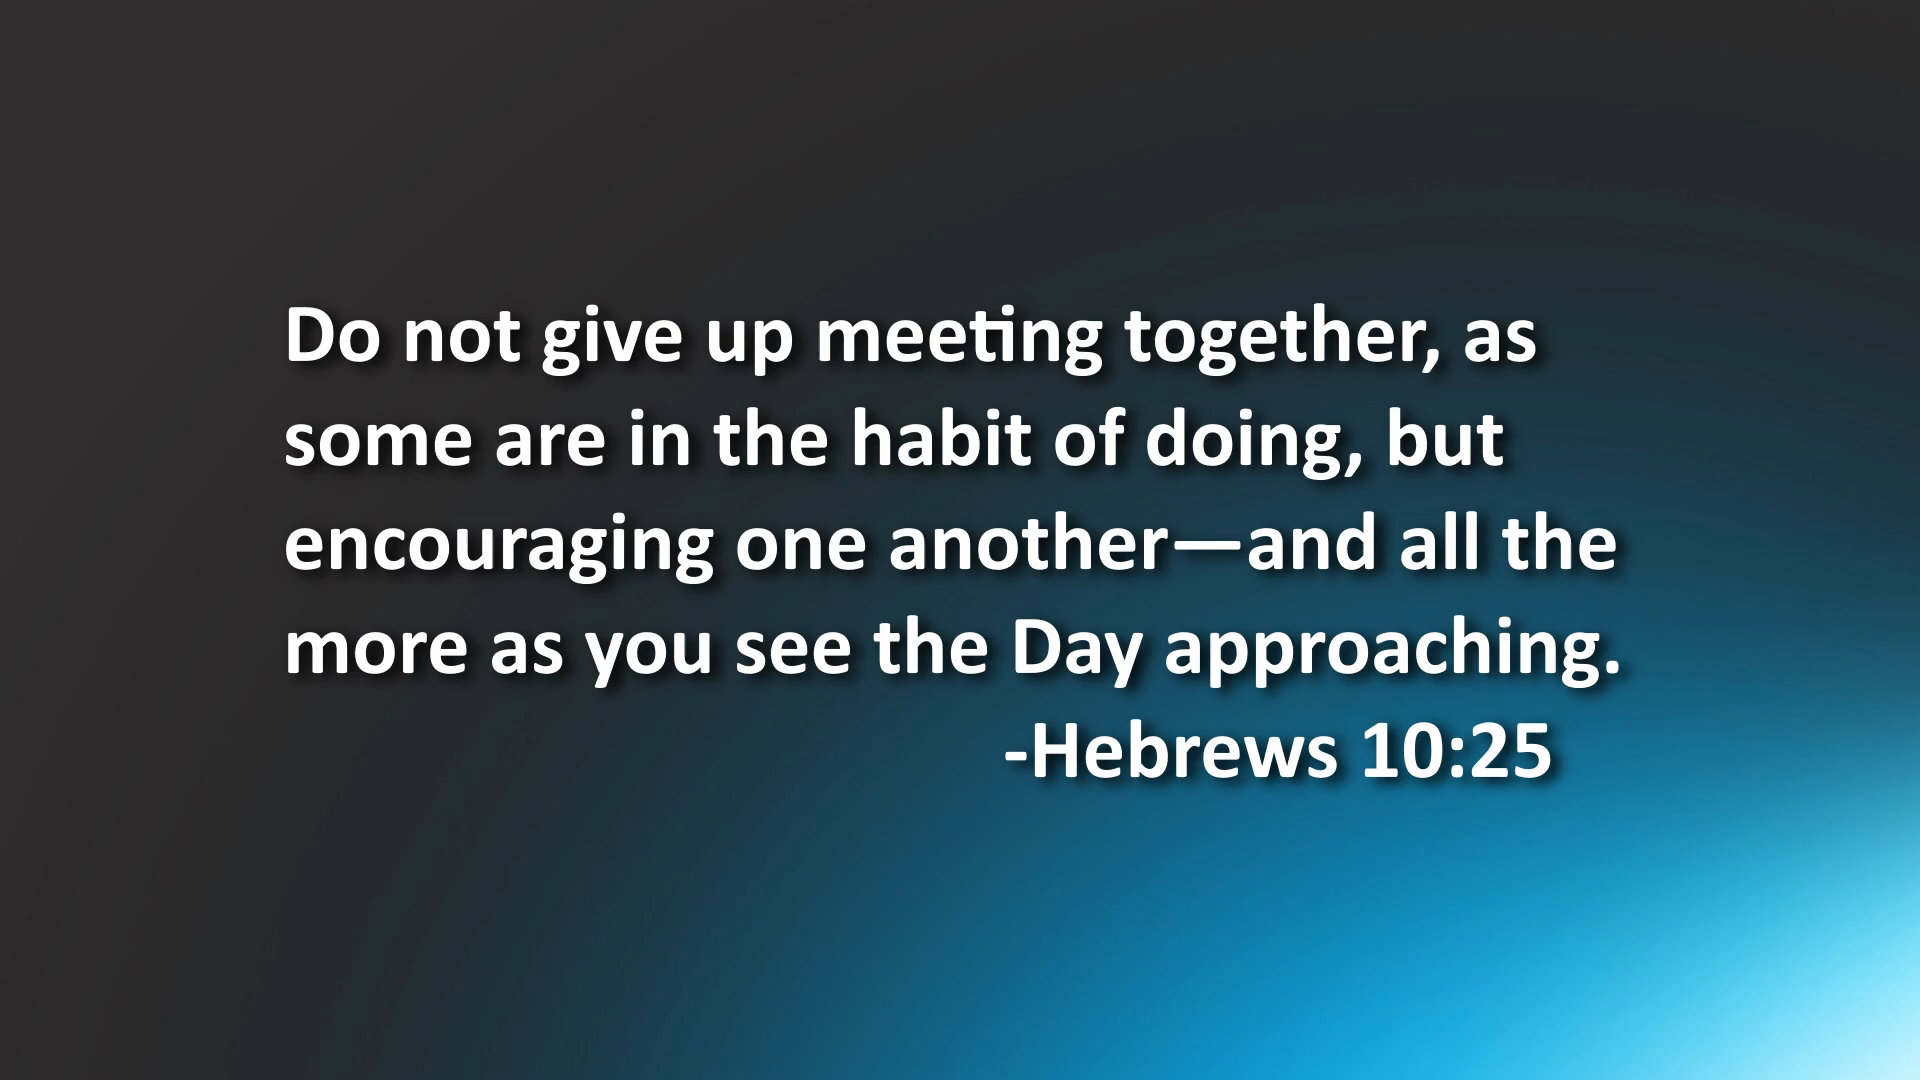 Do not give up meeting together, as
some are in the habit of doing, but
encouraging one another—and all the
more as you see the Day approaching.
-Hebrews 10:25